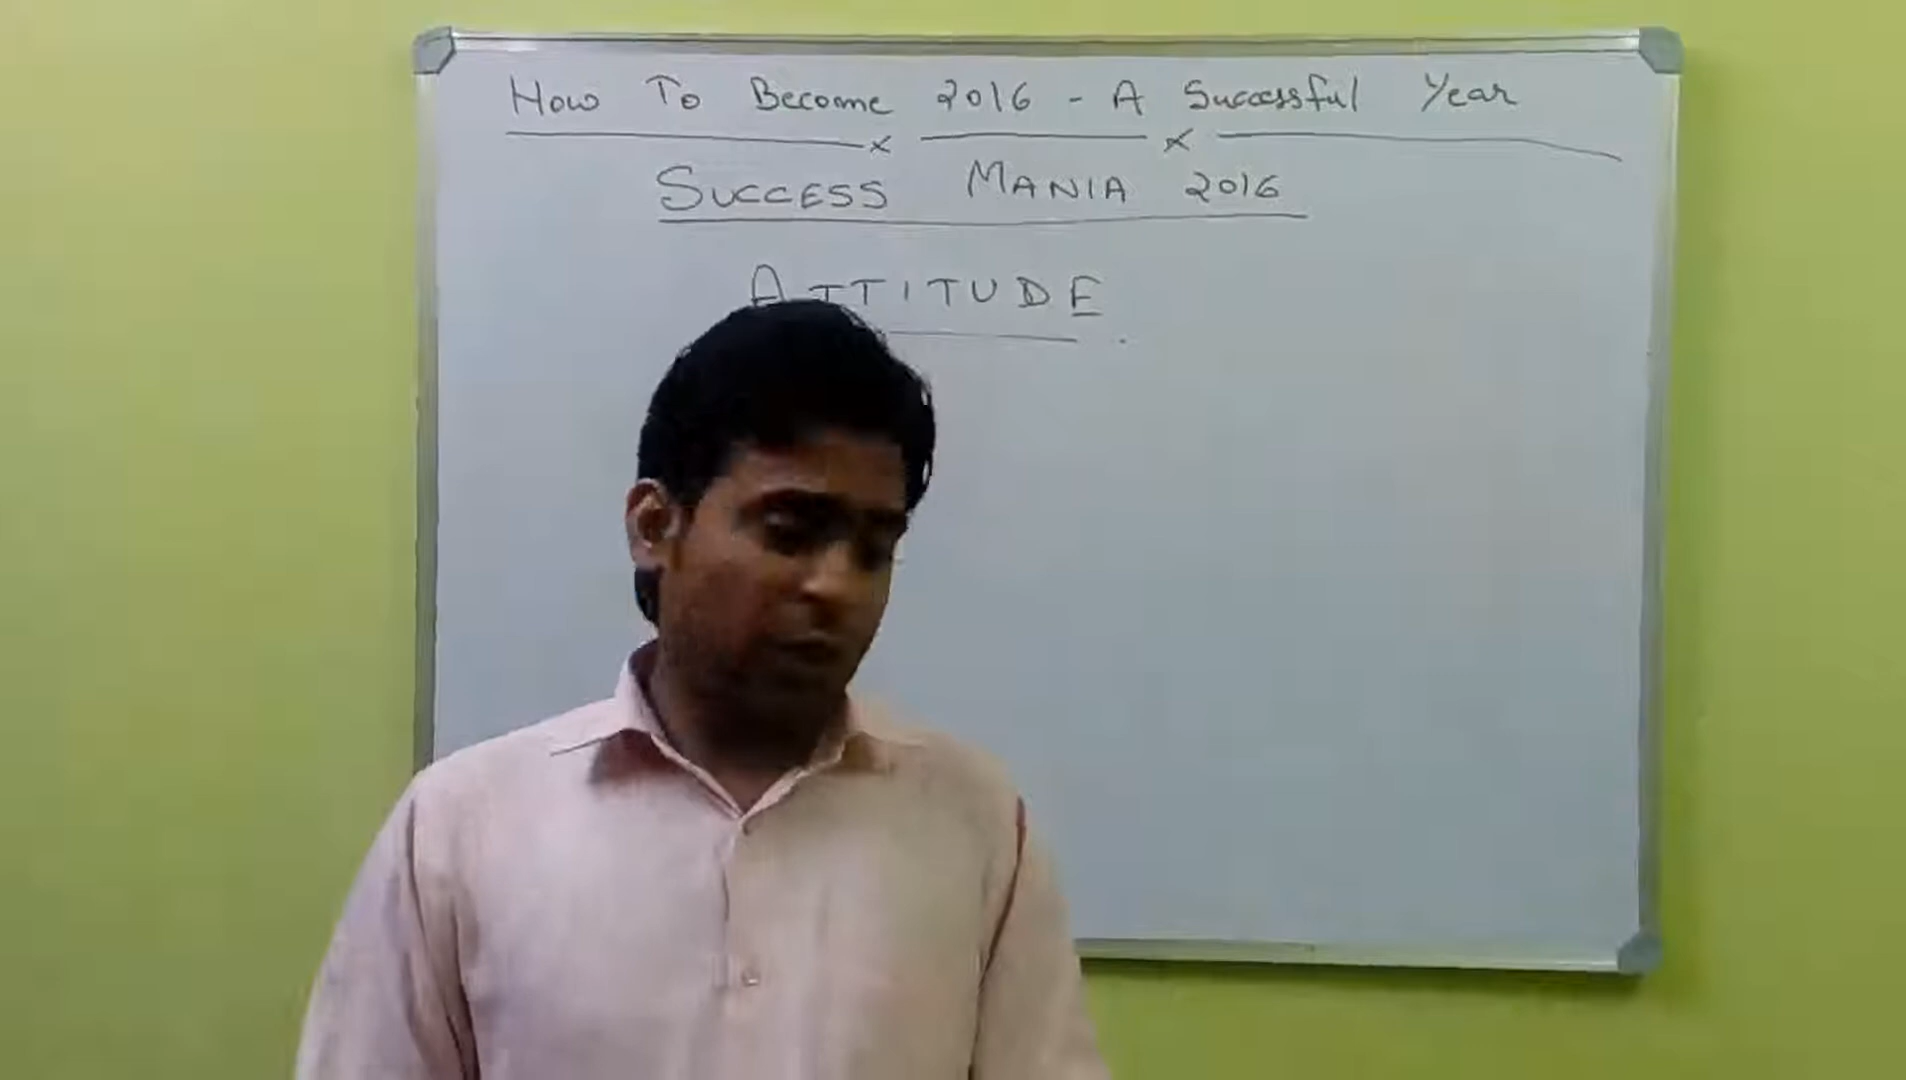 How To Become 2016 - A Successful Year
SUCCESS MANIA 2016
ATTITUDE